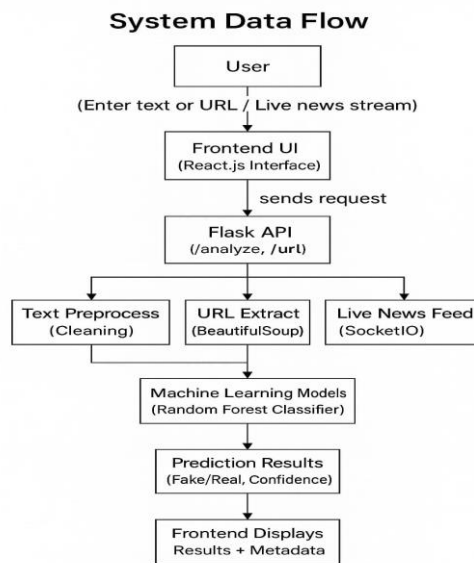 System Data Flow
User
(Enter text or URL / Live news stream)
Frontend UI
(React.js Interface)
sends request
Flask API
(/analyze, /url)
Text Preprocess
(Cleaning)
URL Extract
(BeautifulSoup)
Live News Feed
(SocketIO)
Machine Learning Models
(Random Forest Classifier)
Prediction Results
(Fake/Real, Confidence)
Frontend Displays
Results + Metadata